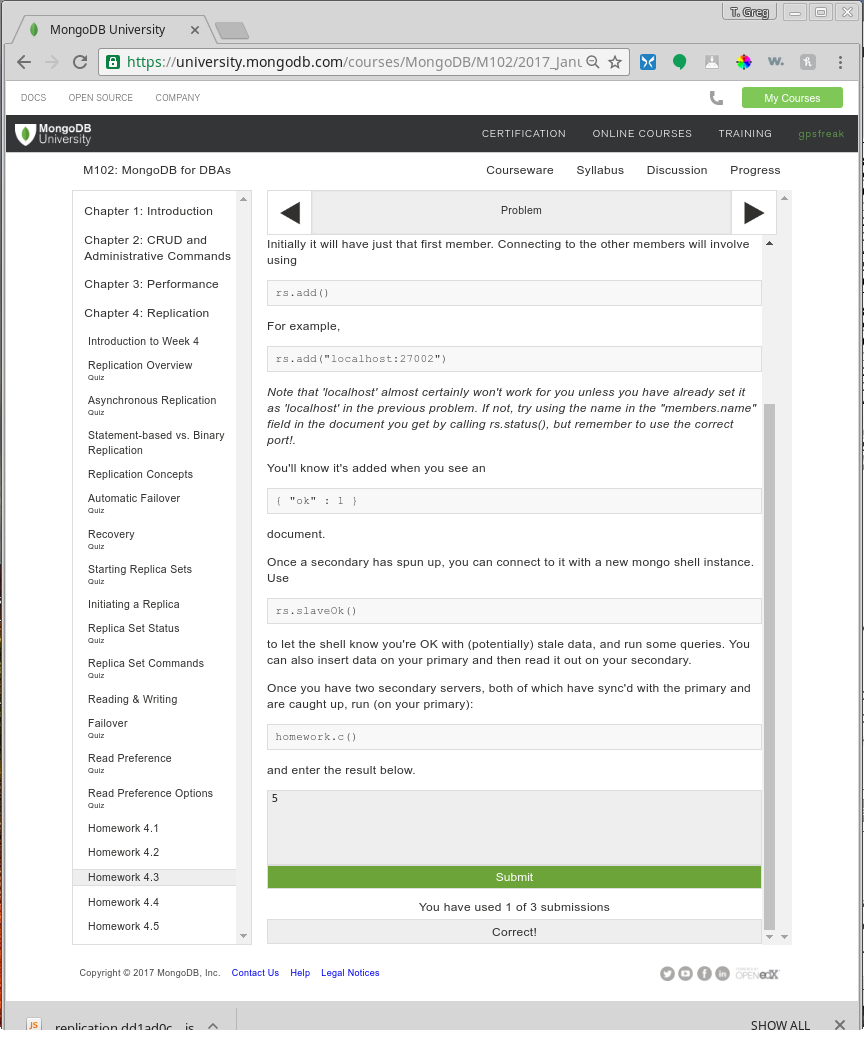 T. Greg
MongoDB University
https://university.mongodb.com/courses/MongoDB/M102/2017_Janu
w.
DOCS OPEN SOURCE COMPANY
My Courses
MongoDB
University
CERTIFICATION ONLINE COURSES TRAINING gpsfreak
M102: MongoDB for DBAs
Courseware Syllabus Discussion Progress
Chapter 1: Introduction
Chapter 2: CRUD and
Administrative Commands
Chapter 3: Performance
Chapter 4: Replication
Introduction to Week 4
Replication Overview
Quiz
Asynchronous Replication
Quiz
Statement-based vs. Binary
Replication
Replication Concepts
Automatic Failover
Quiz
Recovery
Quiz
Starting Replica Sets
Quiz
Initiating a Replica
Replica Set Status
Quiz
Replica Set Commands
Quiz
Reading & Writing
Failover
Quiz
Read Preference
Quiz
Read Preference Options
Quiz
Homework 4.1
Homework 4.2
Homework 4.3
Homework 4.4
Homework 4.5
Problem
Initially it will have just that first member. Connecting to the other members will involve
using
rs.add()
For example,
rs.add("localhost:27002")
Note that 'localhost' almost certainly won't work for you unless you have already set it
as 'localhost' in the previous problem. If not, try using the name in the "members.name"
field in the document you get by calling rs.status(), but remember to use the correct
port!.
You'll know it's added when you see an
{ "ok" : 1 }
document.
Once a secondary has spun up, you can connect to it with a new mongo shell instance.
Use
rs.slaveOk()
to let the shell know you're OK with (potentially) stale data, and run some queries. You
can also insert data on your primary and then read it out on your secondary.
Once you have two secondary servers, both of which have sync'd with the primary and
are caught up, run (on your primary):
homework.c()
and enter the result below.
5
Submit
You have used 1 of 3 submissions
Correct!
Copyright © 2017 MongoDB, Inc. Contact Us Help Legal Notices
OPENedX
JS
replication.dd1ad0c....js
SHOW ALL